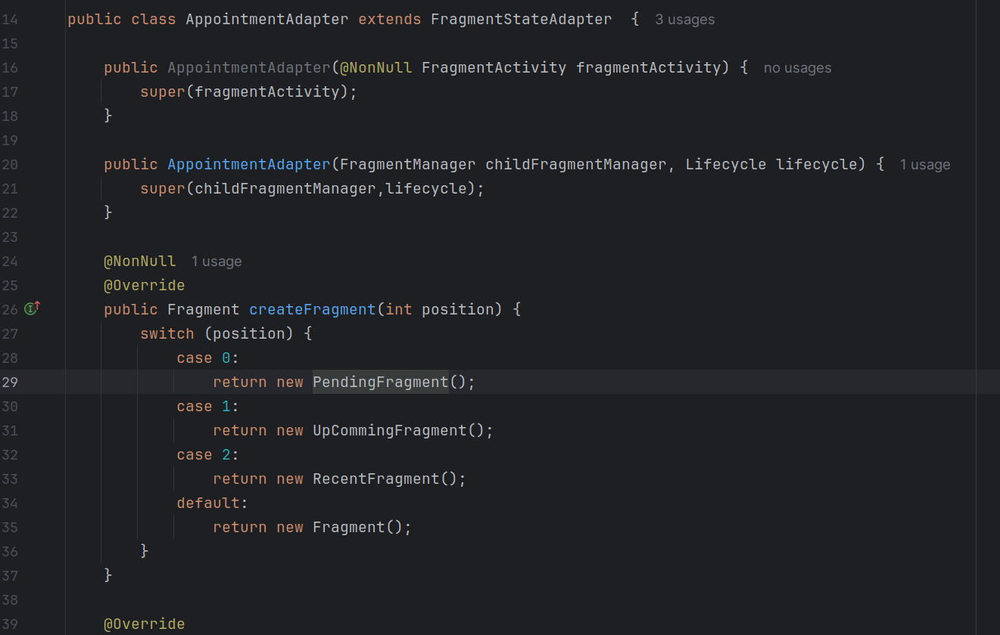 14 public class AppointmentAdapter extends FragmentStateAdapter  { 3 usages
15
16     public AppointmentAdapter(@NonNull FragmentActivity fragmentActivity) { no usages
17         super(fragmentActivity);
18     }
19
20     public AppointmentAdapter(FragmentManager childFragmentManager, Lifecycle lifecycle) { 1 usage
21         super(childFragmentManager,lifecycle);
22     }
23
24     @NonNull 1 usage
25     @Override
26     public Fragment createFragment(int position) {
27         switch (position) {
28             case 0:
29                 return new PendingFragment();
30             case 1:
31                 return new UpCommingFragment();
32             case 2:
33                 return new RecentFragment();
34             default:
35                 return new Fragment();
36         }
37     }
38
39     @Override